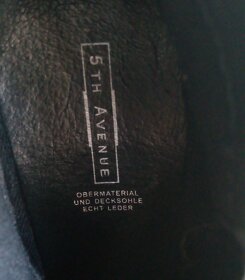 5TH AVENUE
OBERMATERIAL
UND DECKSOHLE
ECHT LEDER